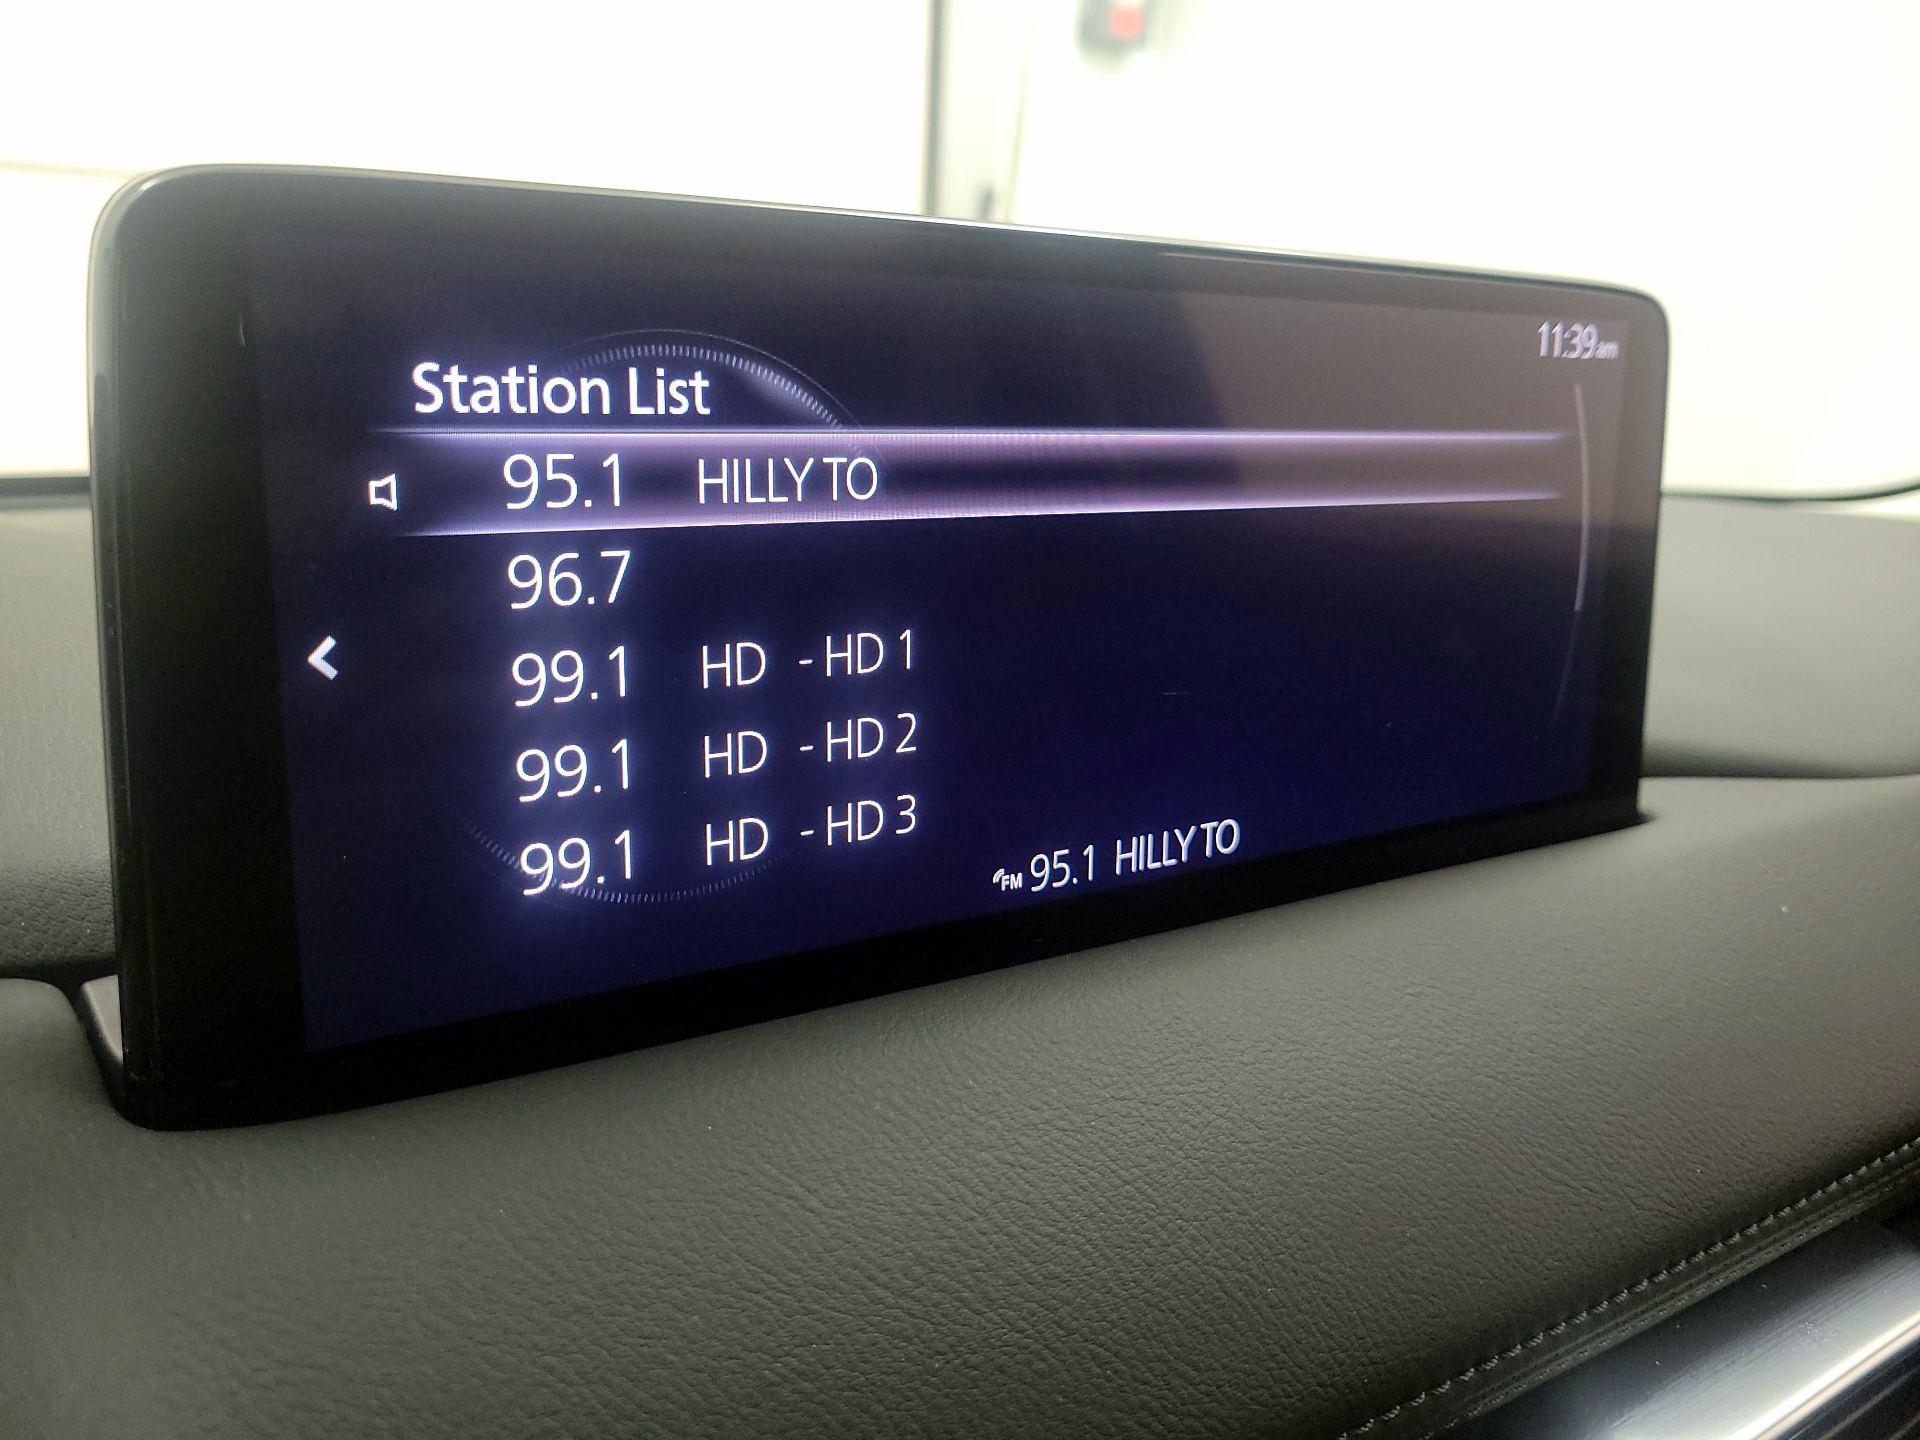 11:39am
Station List
95.1 HILLY TO
96.7
99.1 HD - HD 1
99.1 HD - HD 2
99.1 HD - HD 3
FM 95.1 HILLY TO